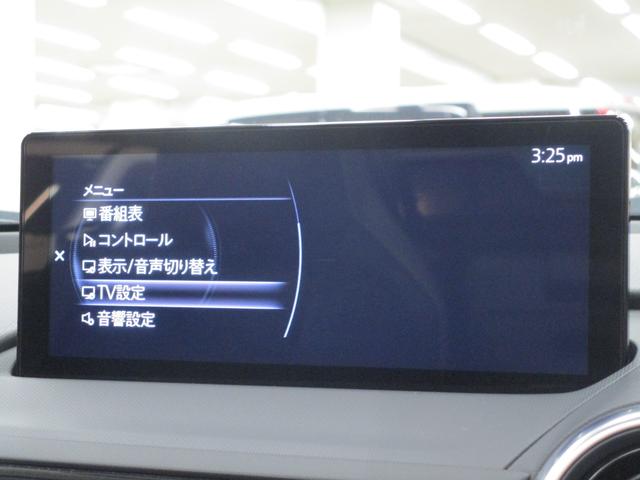 3:25pm
メニュー
番組表
コントロール
表示/音声切り替え
TV設定
音響設定